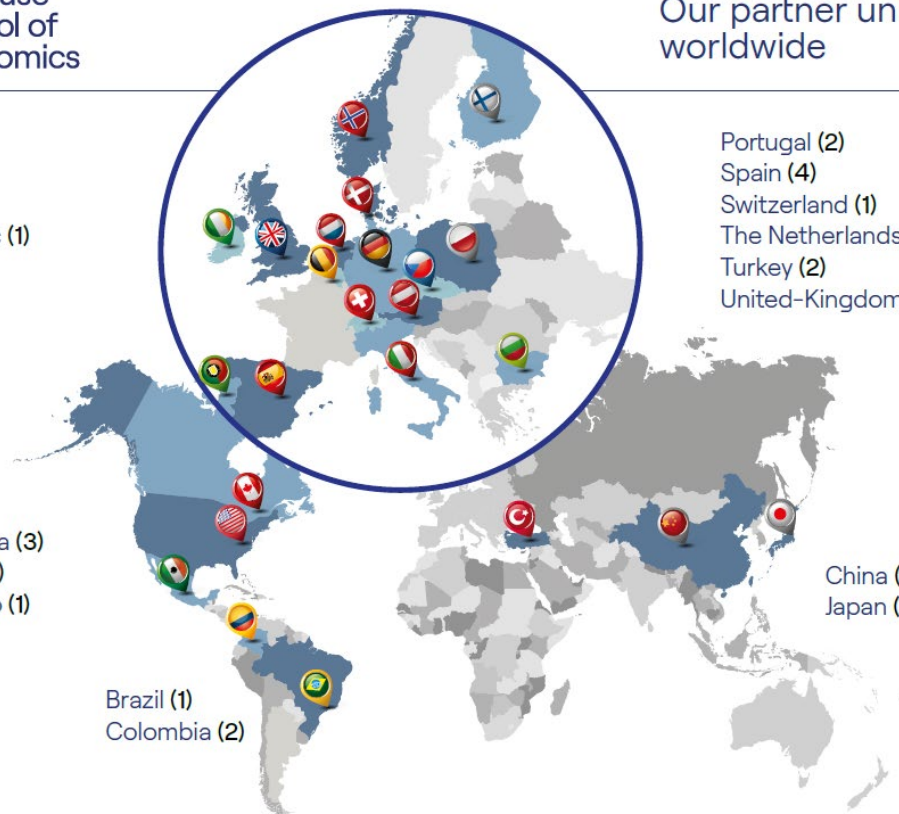 ol of
omics
Our partner un
worldwide
(1)
Portugal (2)
Spain (4)
Switzerland (1)
The Netherlands
Turkey (2)
United-Kingdom
a (3)
)
(1)
China (
Japan (
Brazil (1)
Colombia (2)